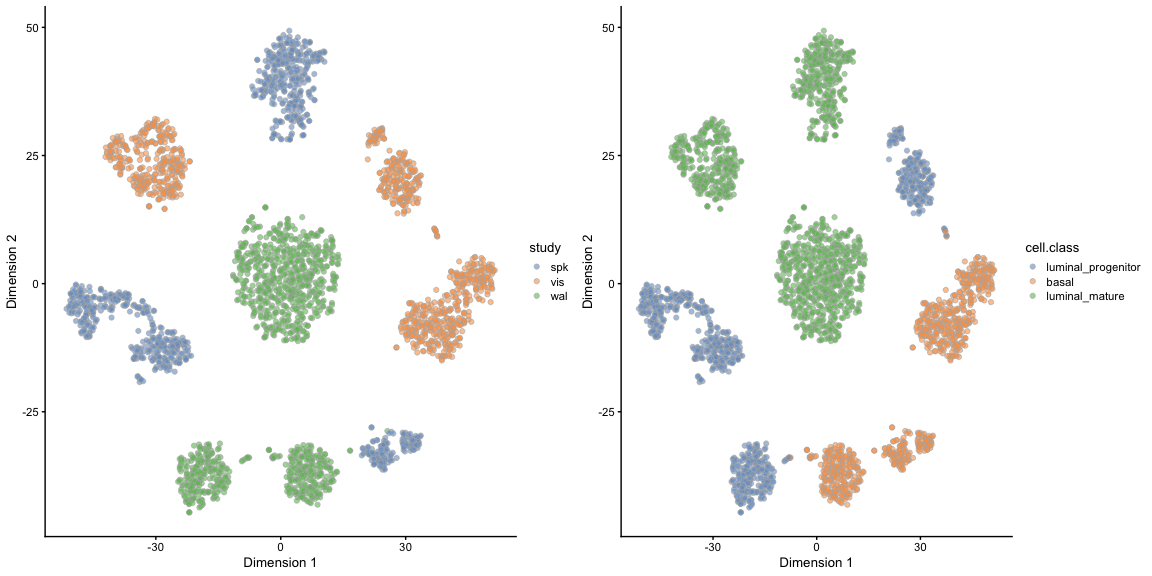 50
25
0
-25
Dimension 2
-30
0
30
Dimension 1
study
spk
vis
wal
50
25
0
-25
Dimension 2
-30
0
30
Dimension 1
cell.class
luminal_progenitor
basal
luminal_mature